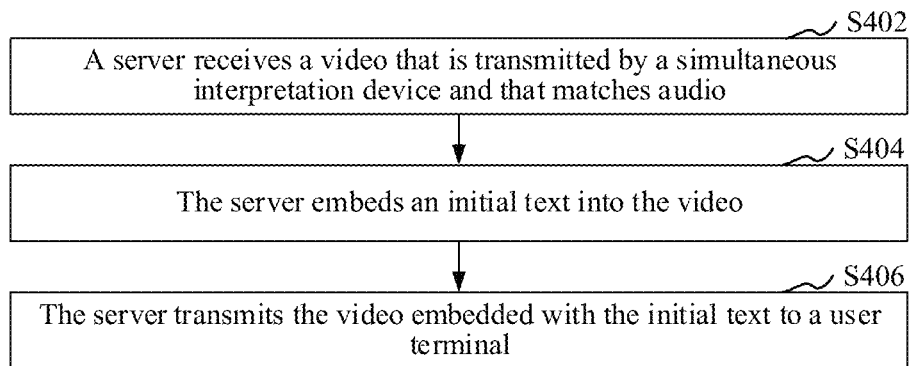 S402
A server receives a video that is transmitted by a simultaneous
interpretation device and that matches audio
S404
The server embeds an initial text into the video
S406
The server transmits the video embedded with the initial text to a user
terminal